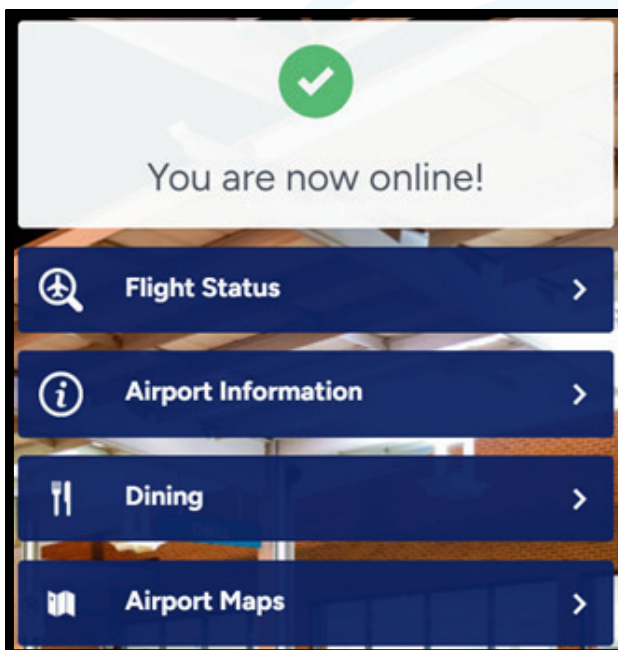 You are now online!
Flight Status
Airport Information
Dining
Airport Maps